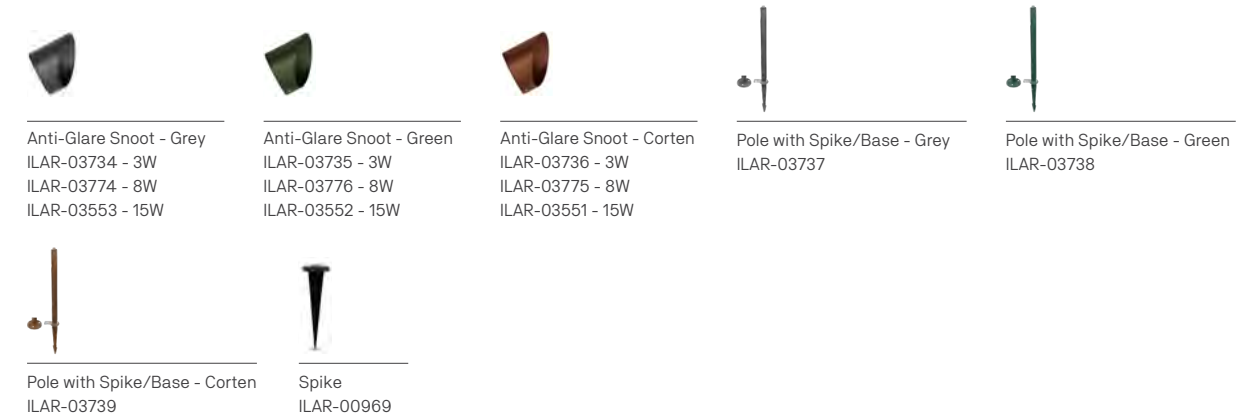 Anti-Glare Snoot - Grey
ILAR-03734 - 3W
ILAR-03774 - 8W
ILAR-03553 - 15W
Anti-Glare Snoot - Green
ILAR-03735 - 3W
ILAR-03776 - 8W
ILAR-03552 - 15W
Anti-Glare Snoot - Corten
ILAR-03736 - 3W
ILAR-03775 - 8W
ILAR-03551 - 15W
Pole with Spike/Base - Grey
ILAR-03737
Pole with Spike/Base - Green
ILAR-03738
Pole with Spike/Base - Corten
ILAR-03739
Spike
ILAR-00969